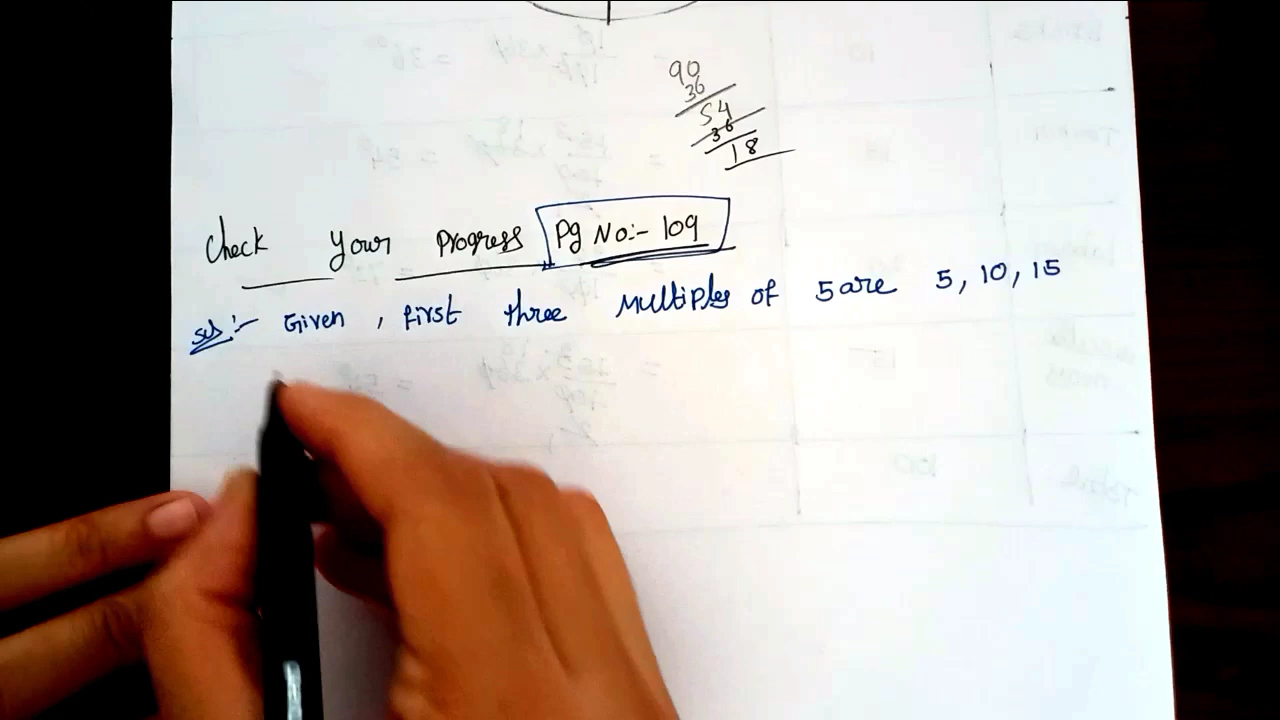 90
36
54
36
18
Check Your Progress Pg No:- 109
Sol:- Given, first three multiples of 5 are 5, 10, 15